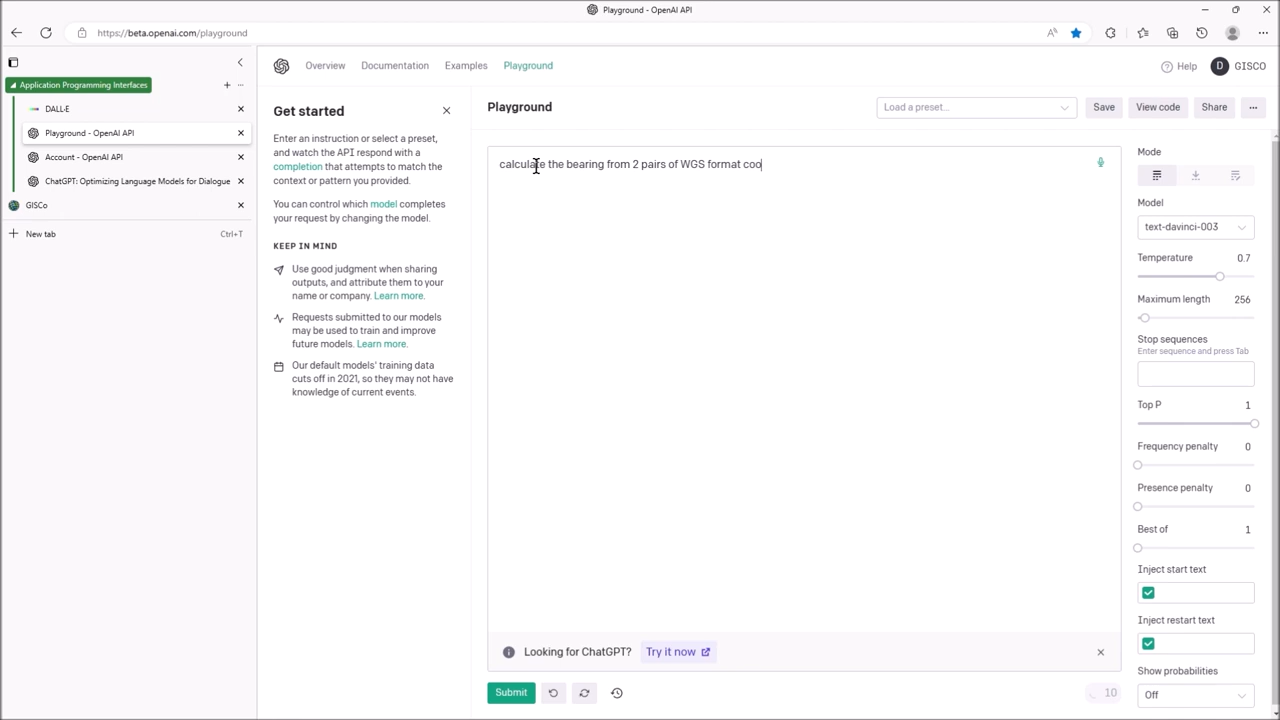 Playground - OpenAI API
https://beta.openai.com/playground
Application Programming Interfaces
DALL·E
Playground - OpenAI API
Account - OpenAI API
ChatGPT: Optimizing Language Models for Dialogue
GISCo
New tab
Ctrl+T
Overview
Documentation
Examples
Playground
Help
D
GISCO
Get started
Enter an instruction or select a preset,
and watch the API respond with a
completion that attempts to match the
context or pattern you provided.
You can control which model completes
your request by changing the model.
KEEP IN MIND
Use good judgment when sharing
outputs, and attribute them to your
name or company. Learn more.
Requests submitted to our models
may be used to train and improve
future models. Learn more.
Our default models' training data
cuts off in 2021, so they may not have
knowledge of current events.
Playground
Load a preset...
Save
View code
Share
...
calculate the bearing from 2 pairs of WGS format coo
Looking for ChatGPT?
Try it now
Submit
10
Mode
Model
text-davinci-003
Temperature 0.7
Maximum length 256
Stop sequences
Enter sequence and press Tab
Top P 1
Frequency penalty 0
Presence penalty 0
Best of 1
Inject start text
Inject restart text
Show probabilities
Off